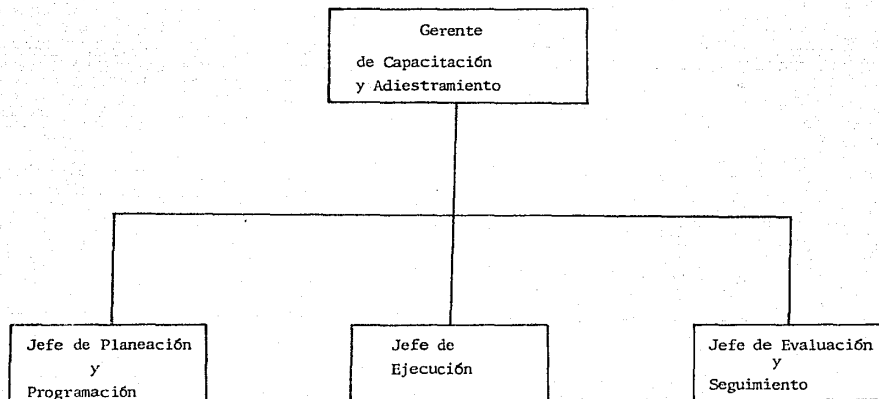 Gerente
de Capacitación
y Adiestramiento
Jefe de Planeación
y
Programación
Jefe de
Ejecución
Jefe de Evaluación
y
Seguimiento